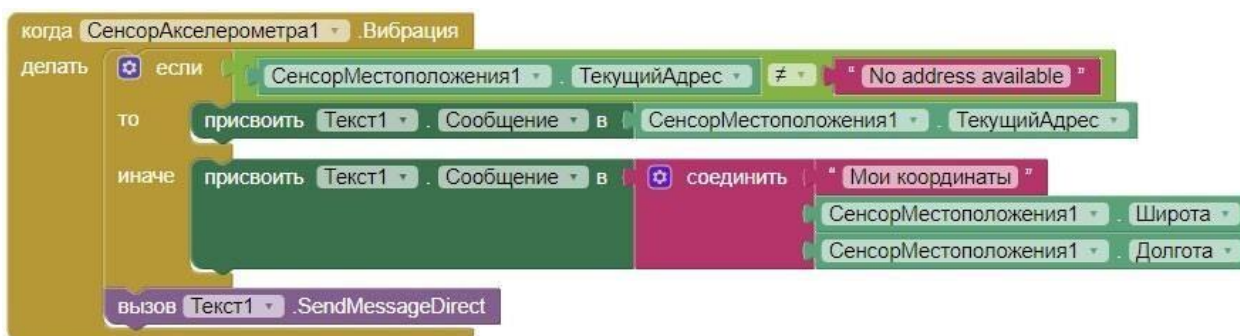 когда СенсорАкселерометра1 .Вибрация
делать если СенсорМестоположения1 . ТекущийАдрес ≠ " No address available "
то присвоить Текст1 . Сообщение в СенсорМестоположения1 . ТекущийАдрес
иначе присвоить Текст1 . Сообщение в соединить " Мои координаты "
СенсорМестоположения1 . Широта
СенсорМестоположения1 . Долгота
вызов Текст1 .SendMessageDirect